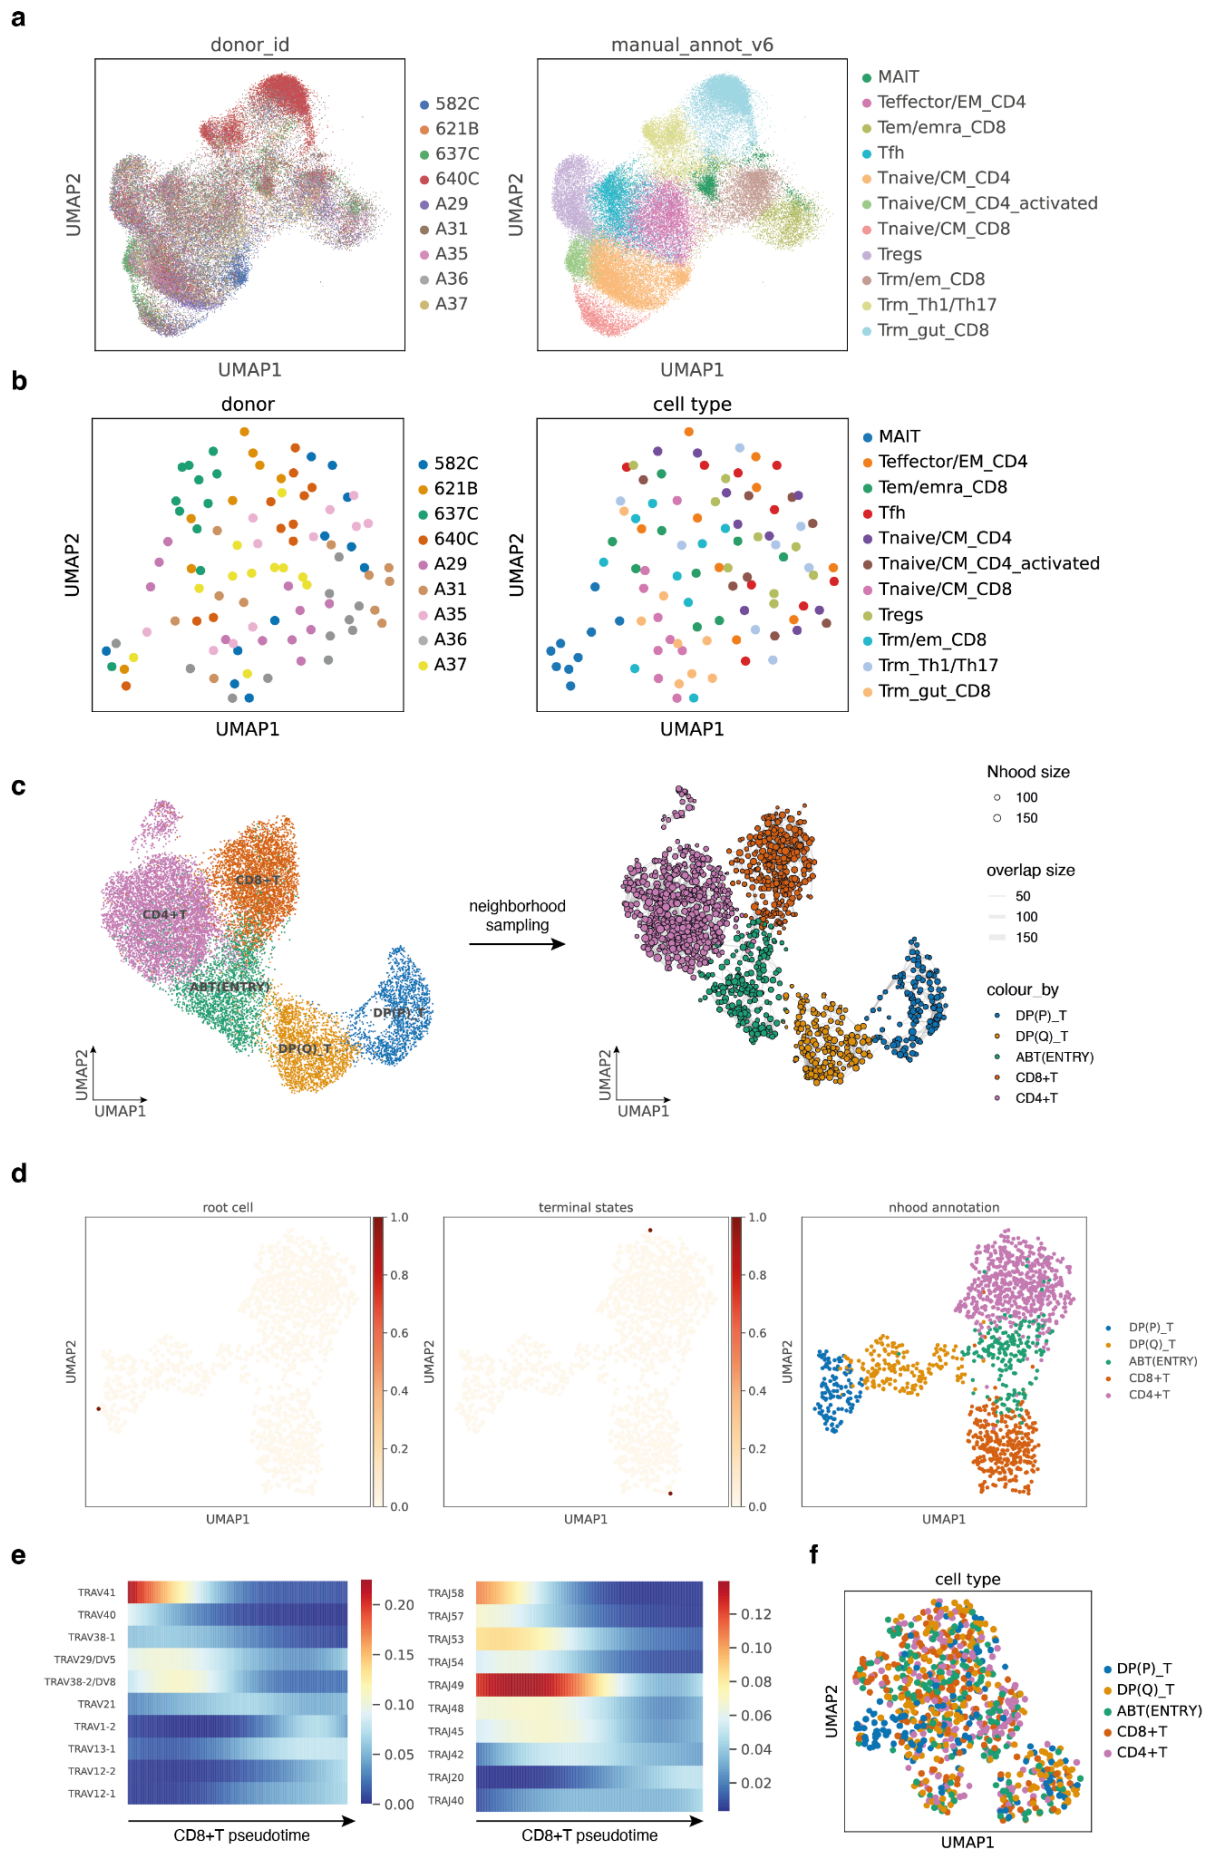 a
donor_id
UMAP2
UMAP1
582C
621B
637C
640C
A29
A31
A35
A36
A37
manual_annot_v6
UMAP2
UMAP1
MAIT
Teffector/EM_CD4
Tem/emra_CD8
Tfh
Tnaive/CM_CD4
Tnaive/CM_CD4_activated
Tnaive/CM_CD8
Tregs
Trm/em_CD8
Trm_Th1/Th17
Trm_gut_CD8
b
donor
UMAP2
UMAP1
582C
621B
637C
640C
A29
A31
A35
A36
A37
cell type
UMAP2
UMAP1
MAIT
Teffector/EM_CD4
Tem/emra_CD8
Tfh
Tnaive/CM_CD4
Tnaive/CM_CD4_activated
Tnaive/CM_CD8
Tregs
Trm/em_CD8
Trm_Th1/Th17
Trm_gut_CD8
c
CD8+T
CD4+T
ABT(ENTRY)
DP(P)_T
DP(Q)_T
UMAP2
UMAP1
neighborhood
sampling
UMAP2
UMAP1
Nhood size
100
150
overlap size
50
100
150
colour_by
DP(P)_T
DP(Q)_T
ABT(ENTRY)
CD8+T
CD4+T
d
root cell
UMAP2
UMAP1
1.0
0.8
0.6
0.4
0.2
0.0
terminal states
UMAP2
UMAP1
1.0
0.8
0.6
0.4
0.2
0.0
nhood annotation
UMAP2
UMAP1
DP(P)_T
DP(Q)_T
ABT(ENTRY)
CD8+T
CD4+T
e
TRAV41
TRAV40
TRAV38-1
TRAV29/DV5
TRAV38-2/DV8
TRAV21
TRAV1-2
TRAV13-1
TRAV12-2
TRAV12-1
0.20
0.15
0.10
0.05
0.00
CD8+T pseudotime
TRAJ58
TRAJ57
TRAJ53
TRAJ54
TRAJ49
TRAJ48
TRAJ45
TRAJ42
TRAJ20
TRAJ40
0.12
0.10
0.08
0.06
0.04
0.02
CD8+T pseudotime
f
cell type
UMAP2
UMAP1
DP(P)_T
DP(Q)_T
ABT(ENTRY)
CD8+T
CD4+T